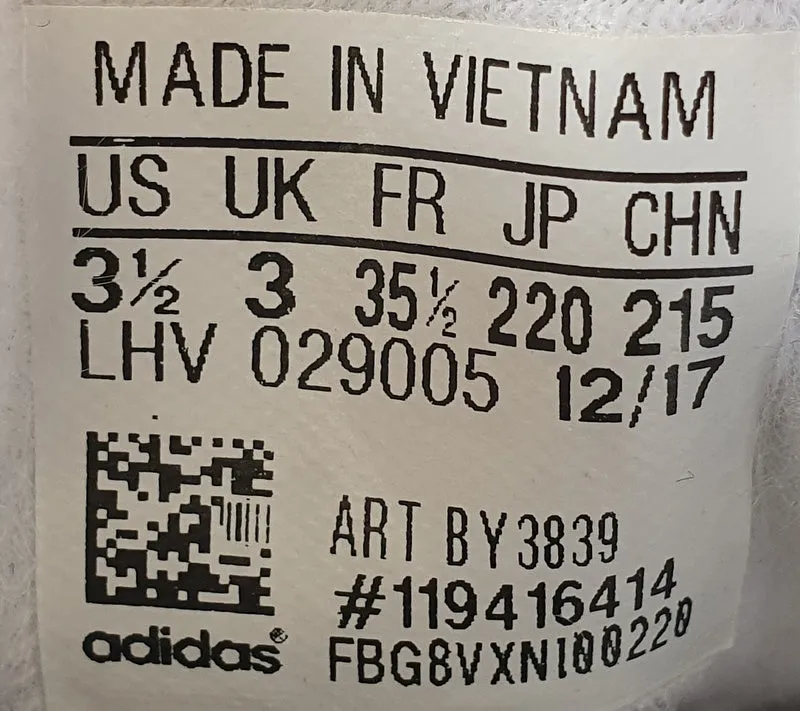 MADE IN VIETNAM
US UK FR JP CHN
3½ 3 35½ 220 215
LHV 029005 12/17
ART BY3839
#119416414
adidas® FBG8VXN100220